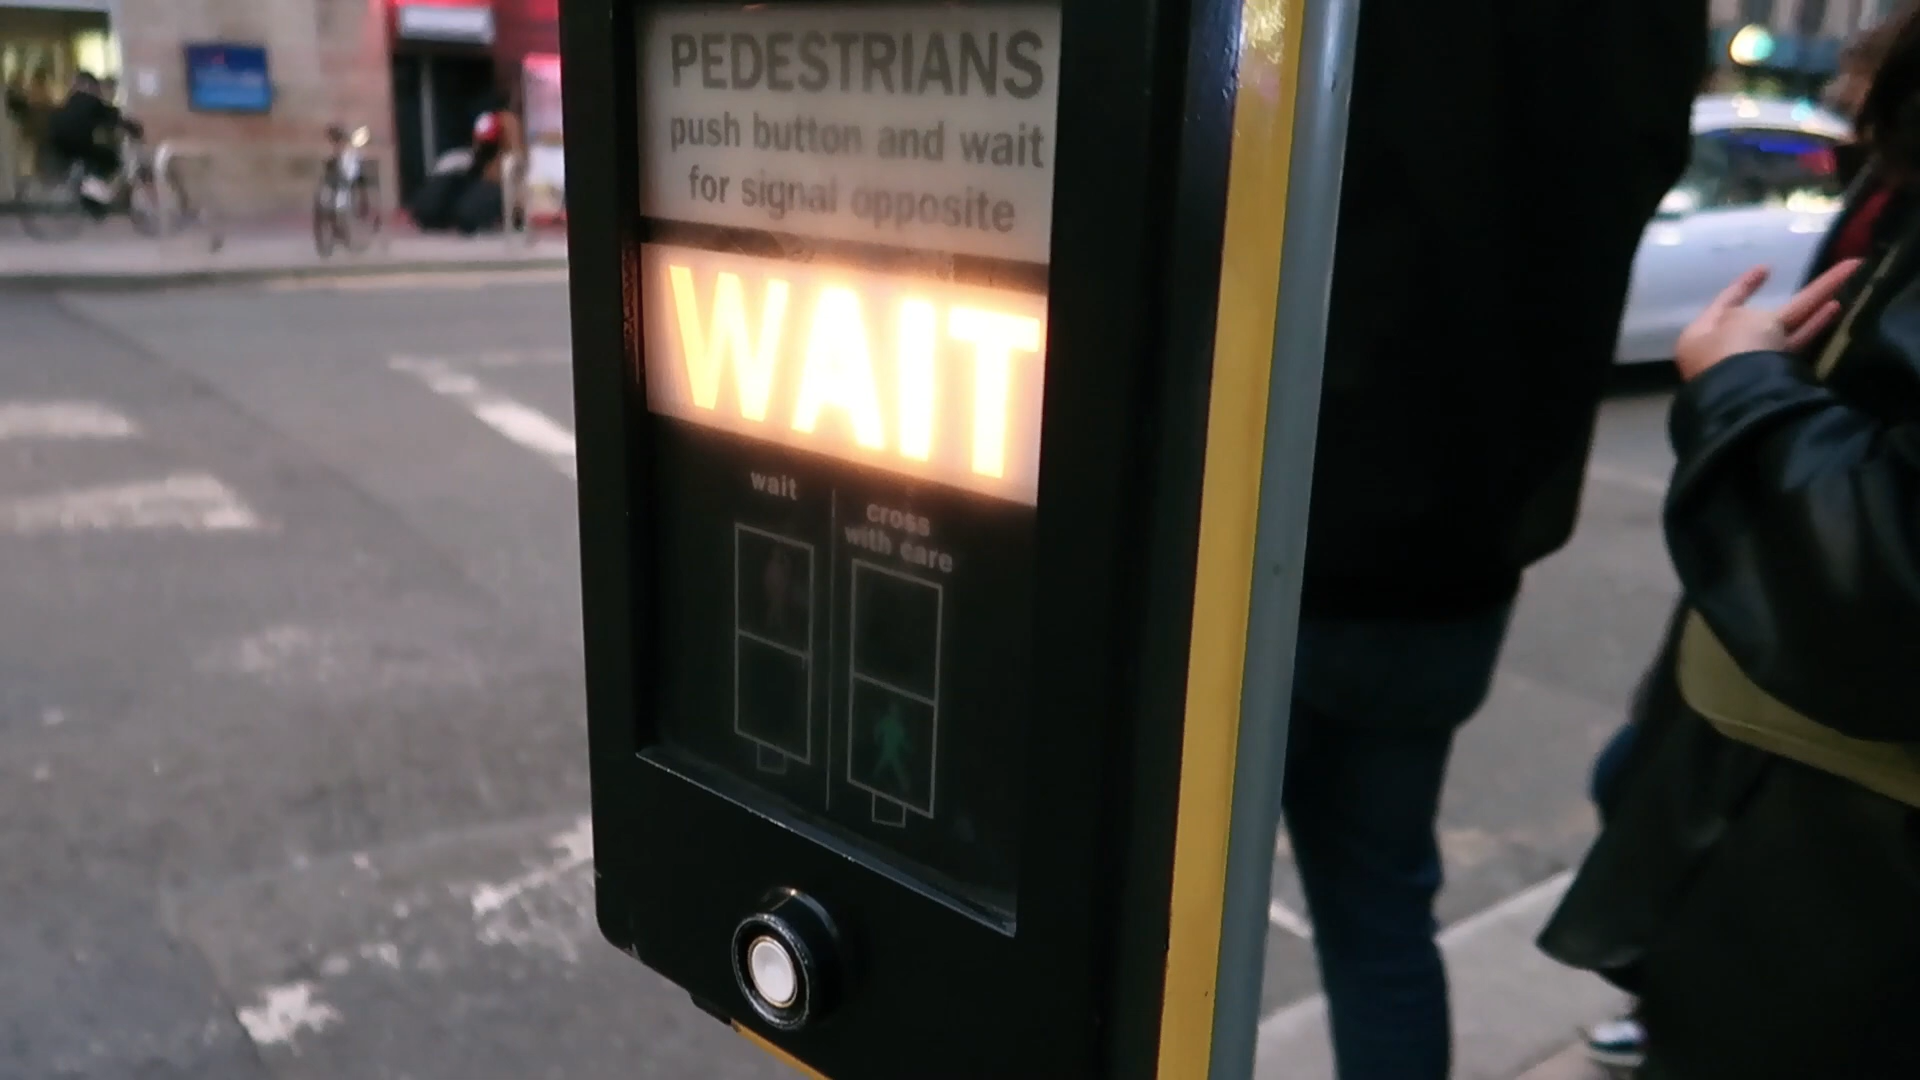 PEDESTRIANS
push button and wait
for signal opposite
WAIT
wait
cross
with care